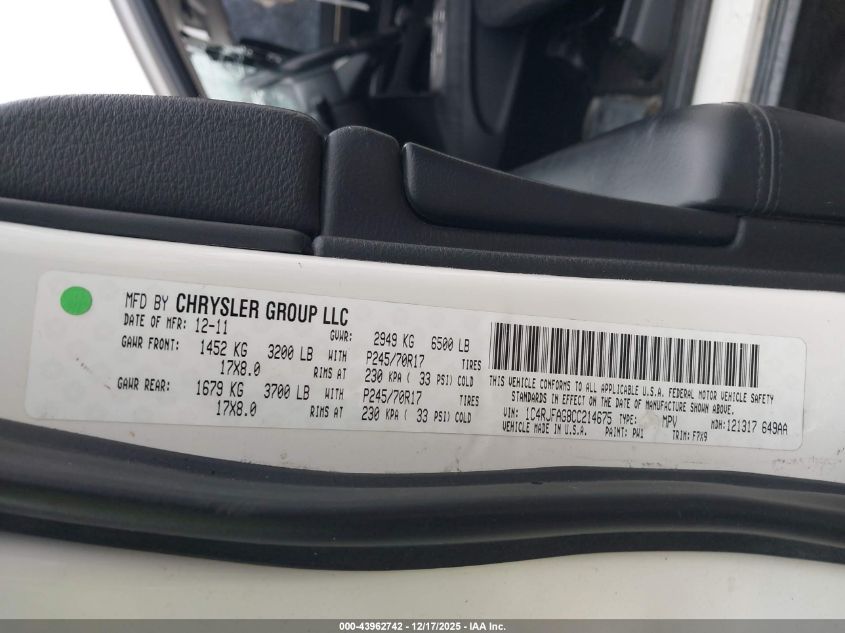 MFD BY CHRYSLER GROUP LLC
DATE OF MFR: 12-11 GVWR: 2949 KG 6500 LB
GAWR FRONT: 1452 KG 3200 LB WITH P245/70R17 TIRES
17X8.0 RIMS AT 230 KPA ( 33 PSI) COLD
GAWR REAR: 1679 KG 3700 LB WITH P245/70R17 TIRES
17X8.0 RIMS AT 230 KPA ( 33 PSI) COLD
THIS VEHICLE CONFORMS TO ALL APPLICABLE U.S.A. FEDERAL MOTOR VEHICLE SAFETY
STANDARDS IN EFFECT ON THE DATE OF MANUFACTURE SHOWN ABOVE.
VIN: 1C4RJFAG8CC214675 TYPE: MPV MDH: 121317 649AA
VEHICLE MADE IN U.S.A. PAINT: PW1 TRIM: F7X9
000-43962742 - 12/17/2025 - IAA Inc.